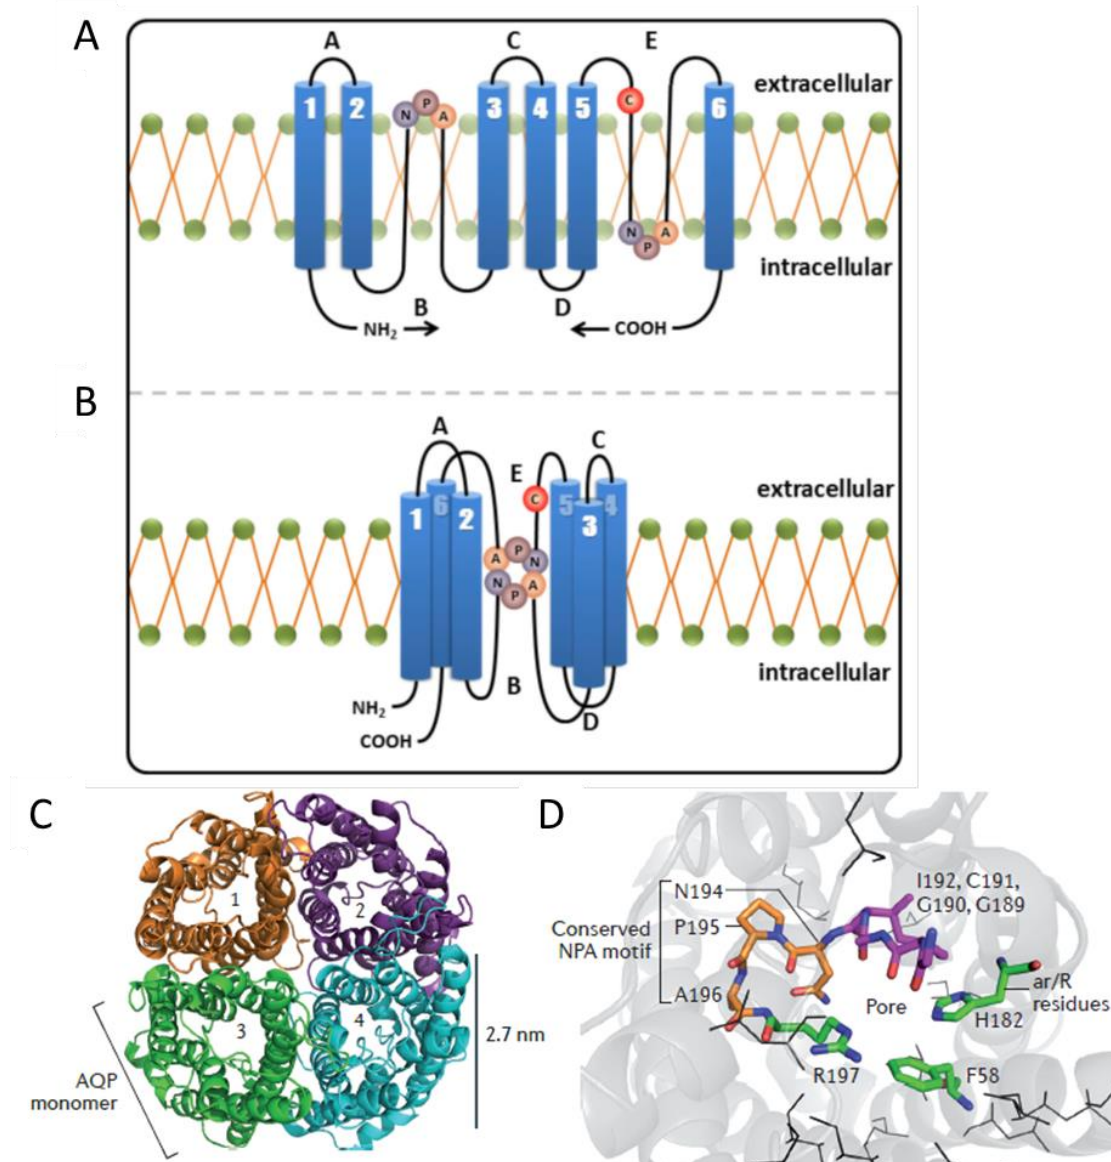 A
A
C
E
extracellular
1
2
N
P
A
3
4
5
C
6
N
P
A
intracellular
B
D
NH2
COOH
B
A
C
E
extracellular
1
6
2
C
5
3
4
A
P
N
N
P
A
intracellular
B
NH2
D
COOH
C
D
1
2
3
4
2.7 nm
AQP
monomer
N194
P195
A196
Conserved
NPA motif
I192, C191,
G190, G189
Pore
ar/R
residues
H182
R197
F58